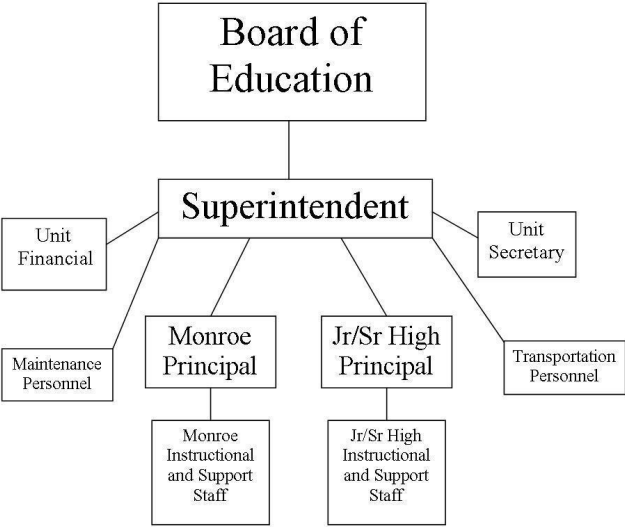 Board of
Education
Superintendent
Unit
Financial
Unit
Secretary
Maintenance
Personnel
Monroe
Principal
Jr/Sr High
Principal
Transportation
Personnel
Monroe
Instructional
and Support
Staff
Jr/Sr High
Instructional
and Support
Staff